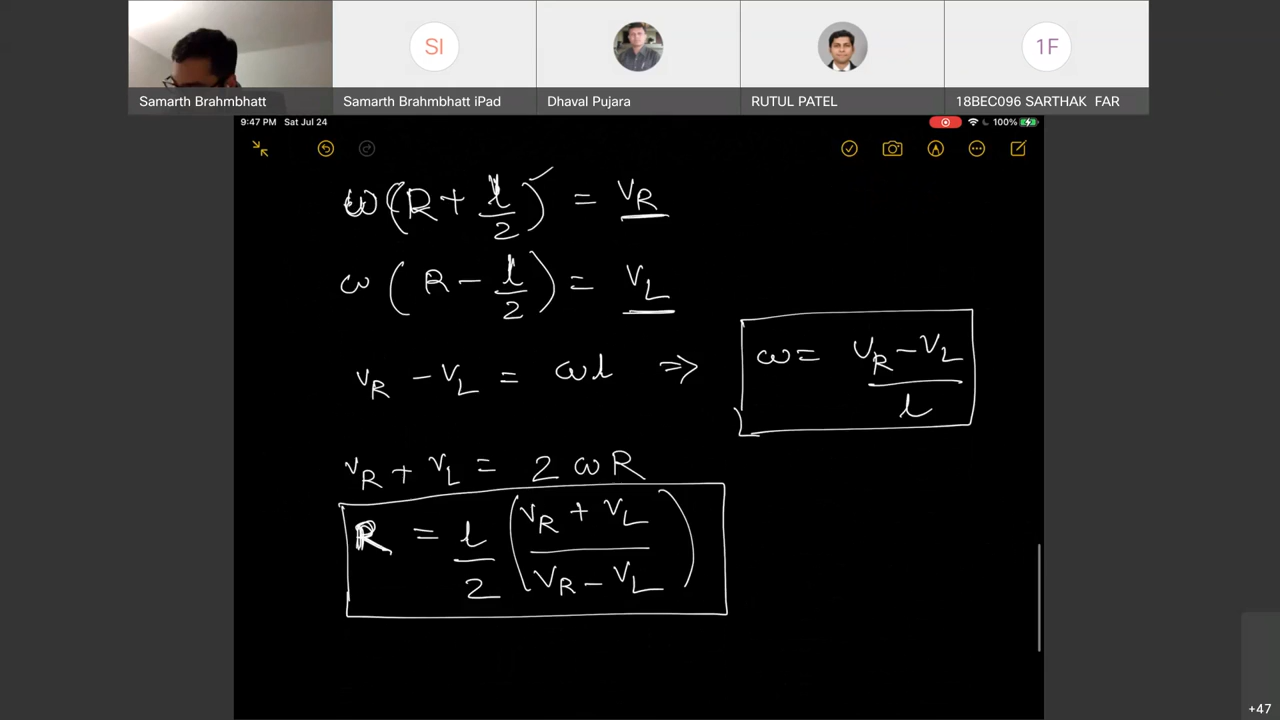 SI
1F
Samarth Brahmbhatt
Samarth Brahmbhatt iPad
Dhaval Pujara
RUTUL PATEL
18BEC096 SARTHAK FAR
9:47 PM Sat Jul 24
100%
ω(R + l/2) = v_R
ω(R - l/2) = v_L
v_R - v_L = ωl ⇒ ω = (v_R - v_L)/l
v_R + v_L = 2ωR
R = l/2 ((v_R + v_L)/(v_R - v_L))
+47